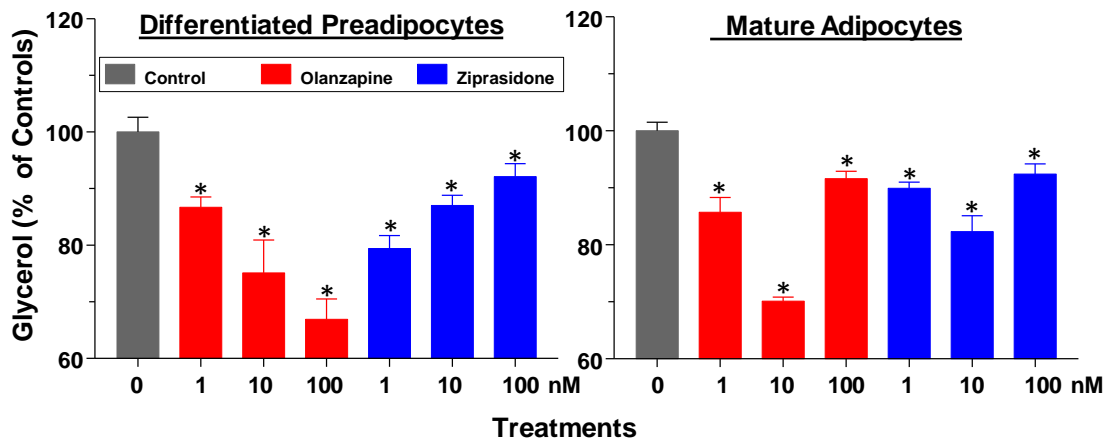 Differentiated Preadipocytes
Mature Adipocytes
Control Olanzapine Ziprasidone
Glycerol (% of Controls)
120
100
80
60
120
100
80
60
* * * * * *
* * * * * *
0 1 10 100 1 10 100 nM
0 1 10 100 1 10 100 nM
Treatments